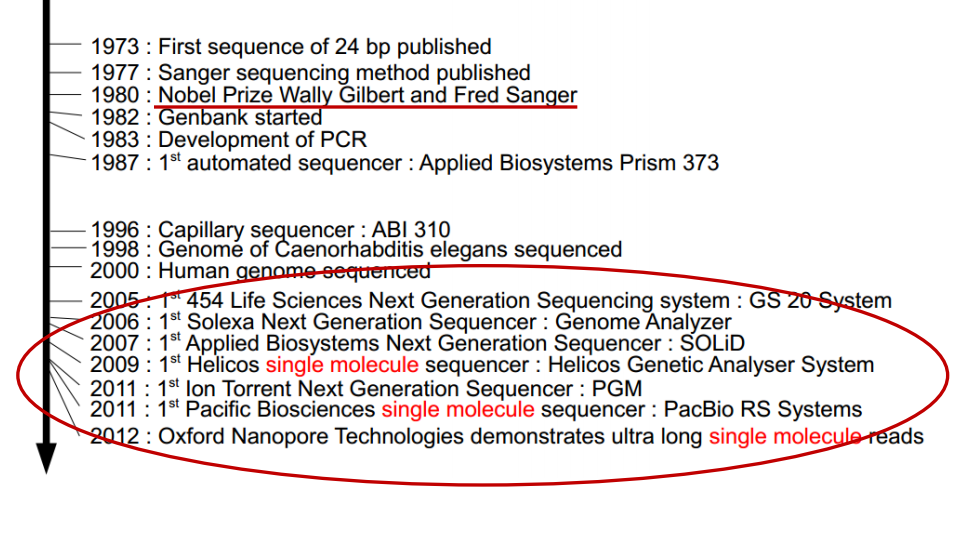 1973 : First sequence of 24 bp published
1977 : Sanger sequencing method published
1980 : Nobel Prize Wally Gilbert and Fred Sanger
1982 : Genbank started
1983 : Development of PCR
1987 : 1st automated sequencer : Applied Biosystems Prism 373
1996 : Capillary sequencer : ABI 310
1998 : Genome of Caenorhabditis elegans sequenced
2000 : Human genome sequenced
2005 : 1st 454 Life Sciences Next Generation Sequencing system : GS 20 System
2006 : 1st Solexa Next Generation Sequencer : Genome Analyzer
2007 : 1st Applied Biosystems Next Generation Sequencer : SOLiD
2009 : 1st Helicos single molecule sequencer : Helicos Genetic Analyser System
2011 : 1st Ion Torrent Next Generation Sequencer : PGM
2011 : 1st Pacific Biosciences single molecule sequencer : PacBio RS Systems
2012 : Oxford Nanopore Technologies demonstrates ultra long single molecule reads